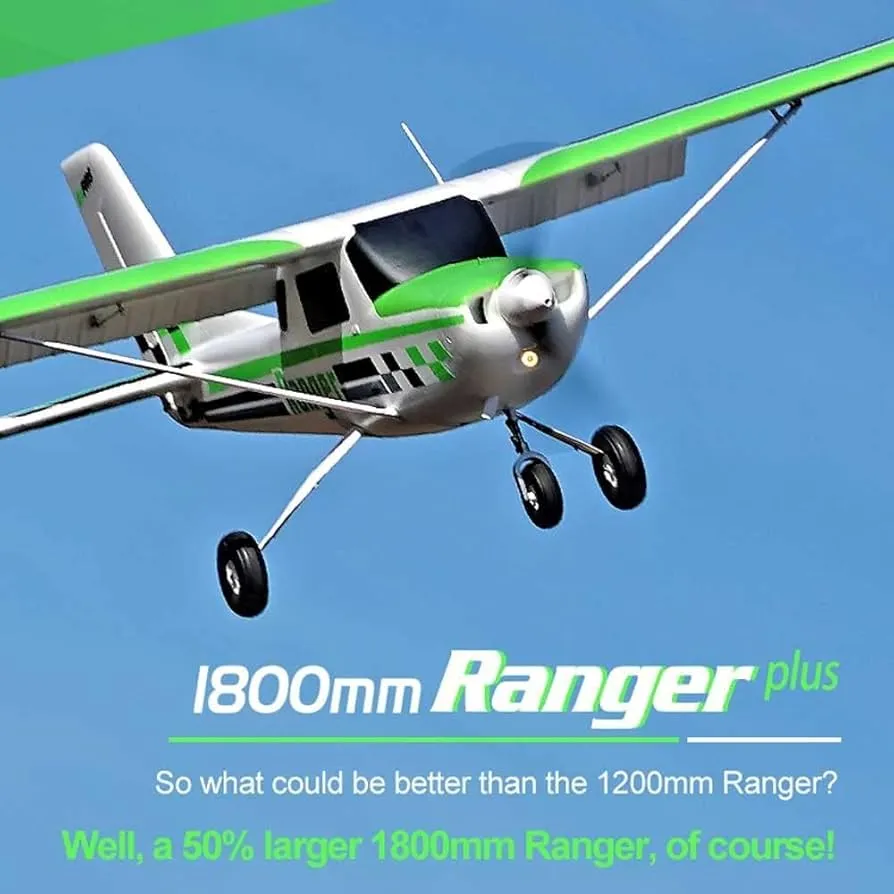 Ranger
1800mm Ranger plus
So what could be better than the 1200mm Ranger?
Well, a 50% larger 1800mm Ranger, of course!